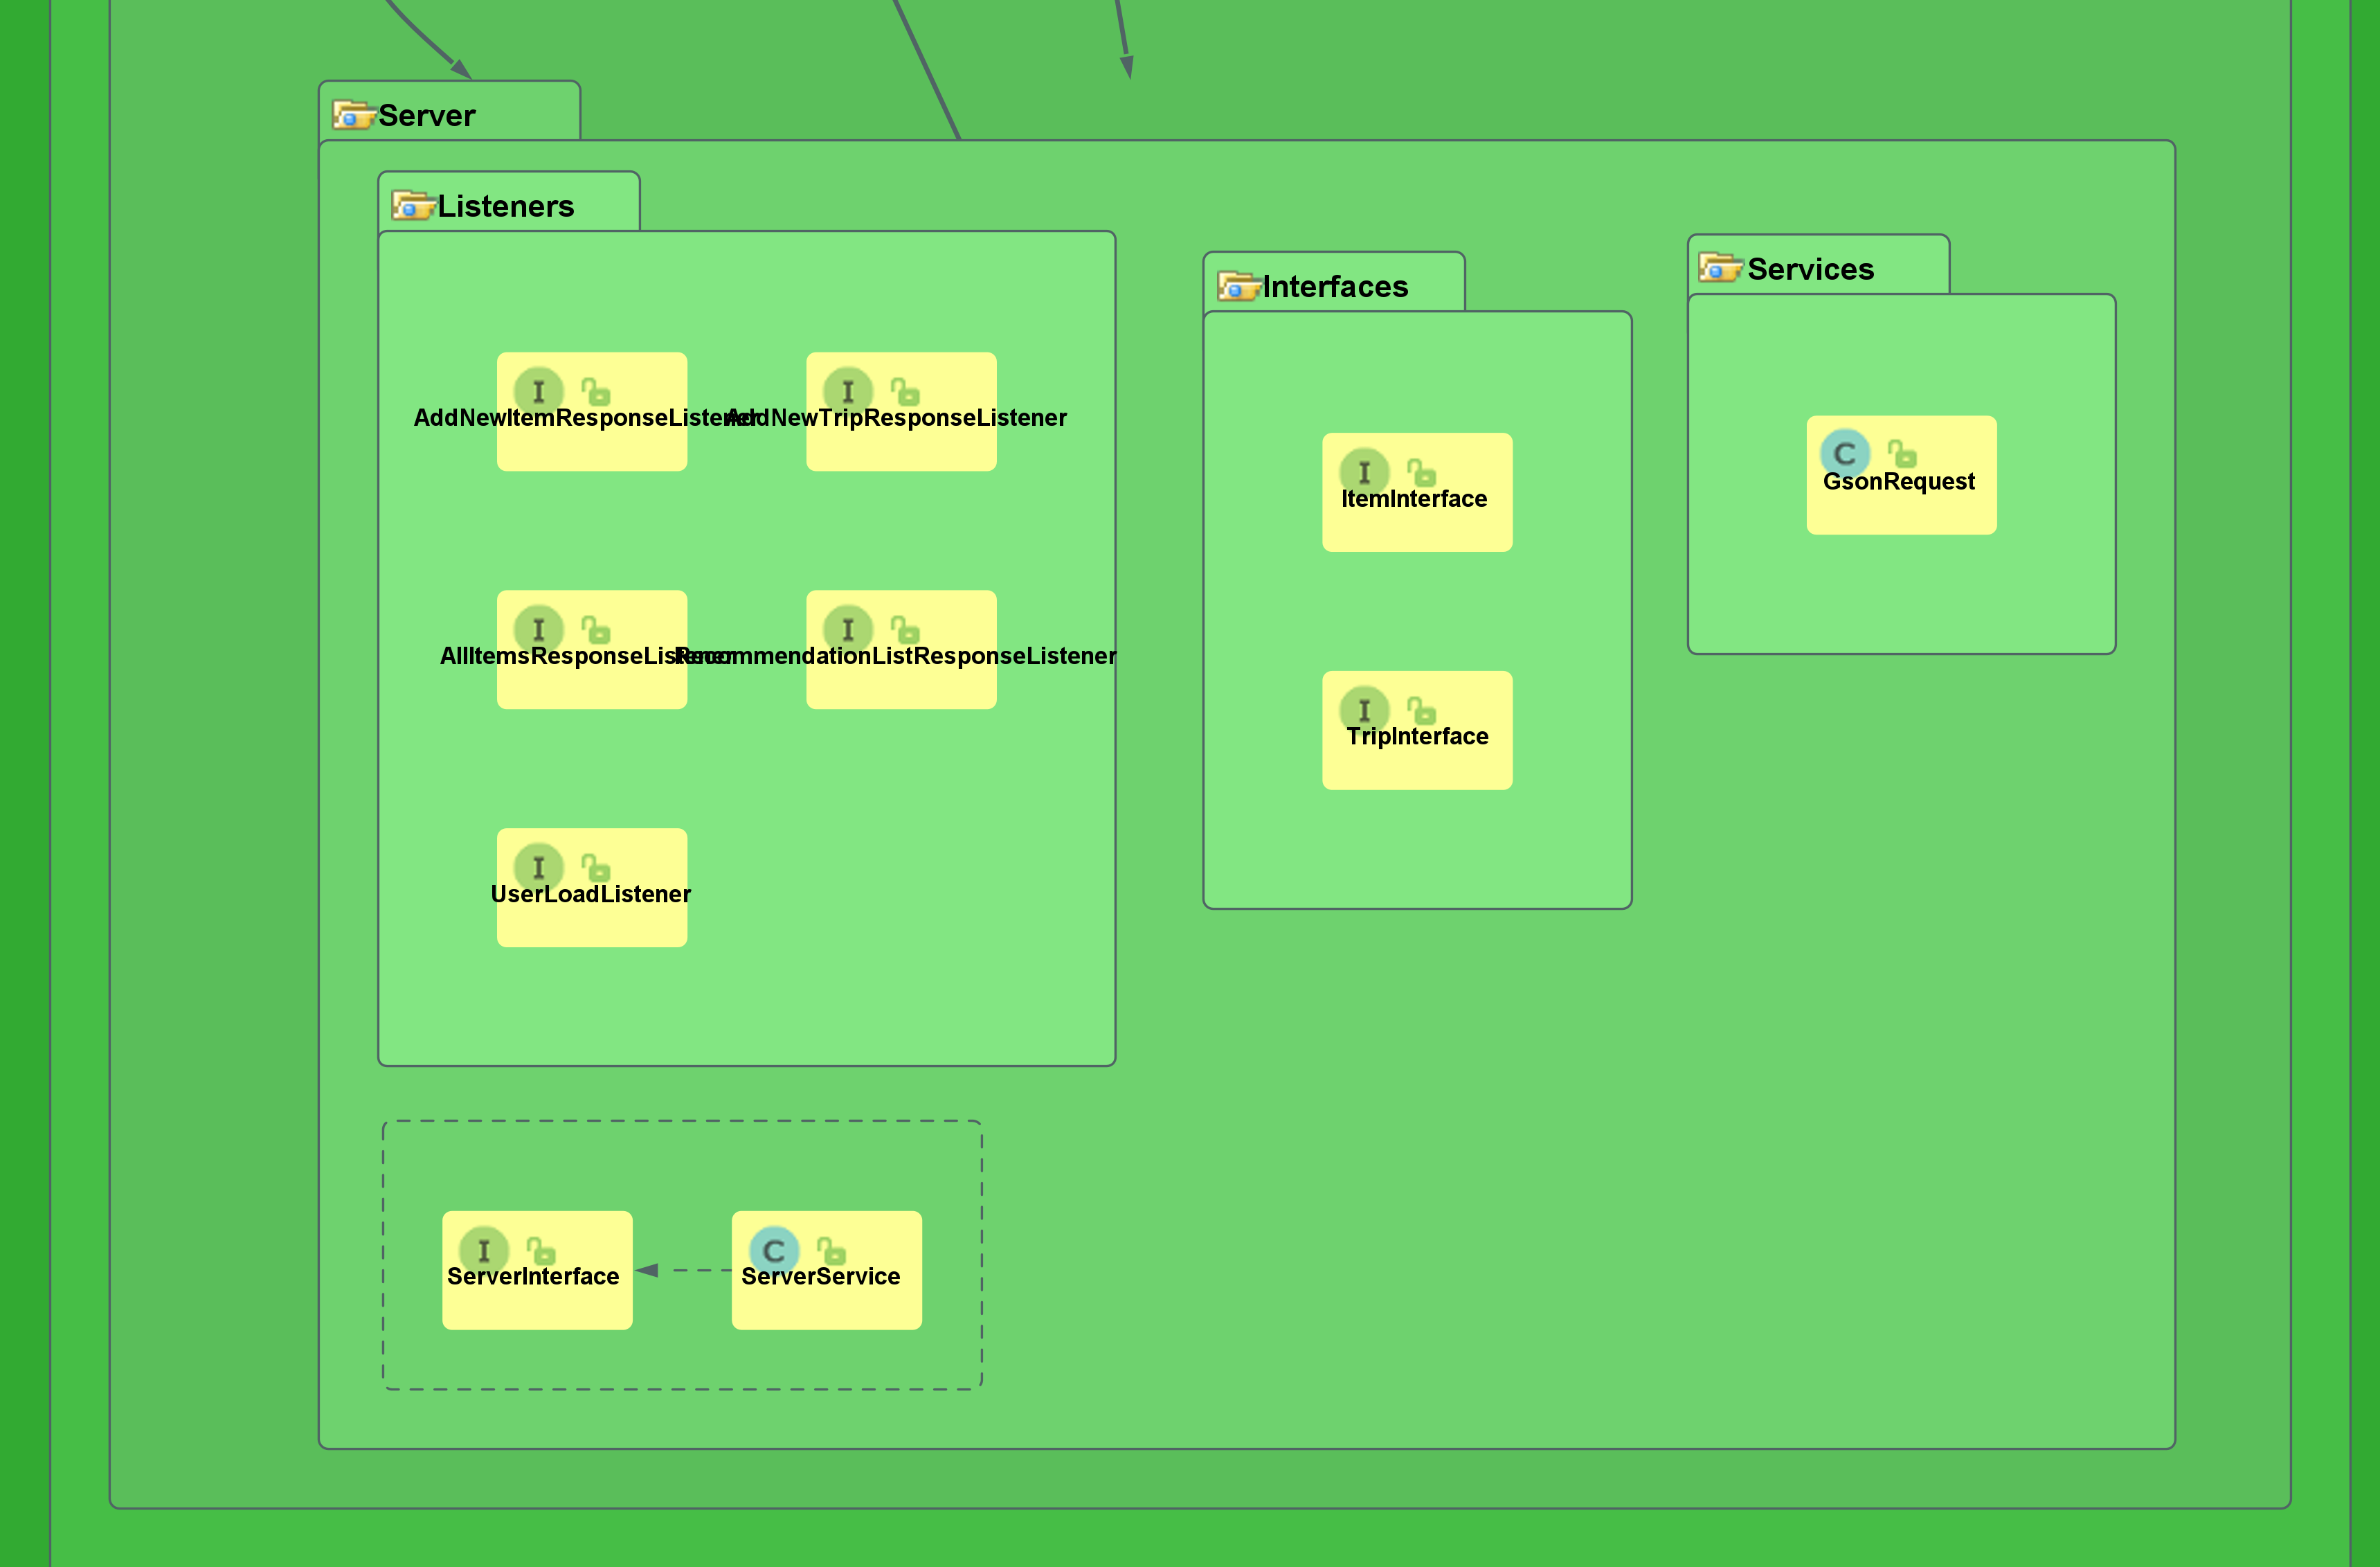 Server
Listeners
Interfaces
Services
I
AddNewItemResponseListener
I
AddNewTripResponseListener
I
AllItemsResponseListener
I
RecommendationListResponseListener
I
UserLoadListener
I
ItemInterface
I
TripInterface
C
GsonRequest
I
ServerInterface
C
ServerService